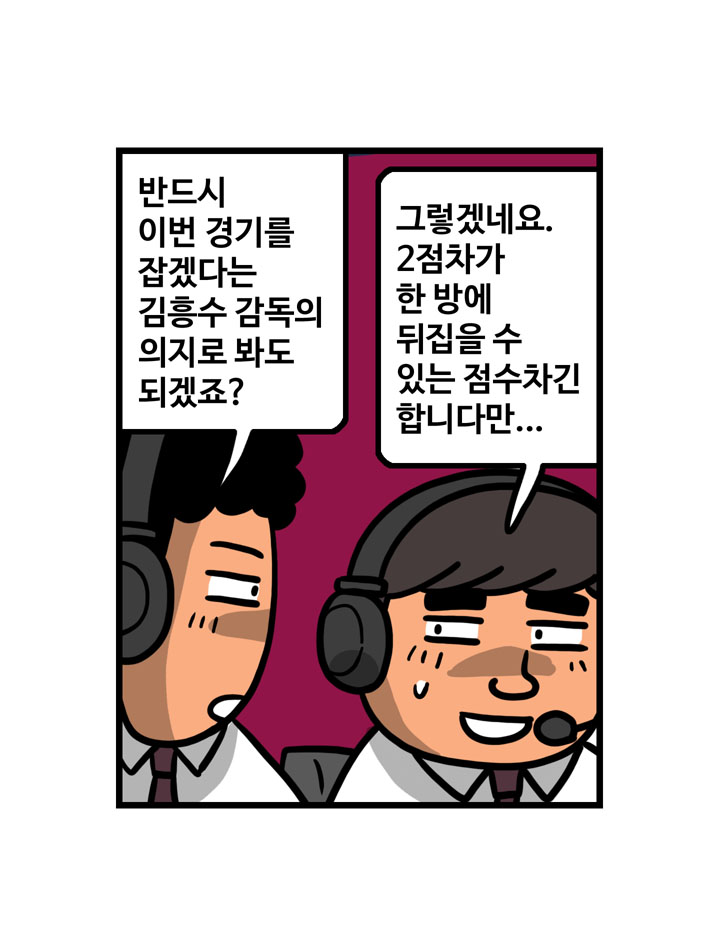 반드시
이번 경기를
잡겠다는
김흥수 감독의
의지로 봐도
되겠죠?
그렇겠네요.
2점차가
한 방에
뒤집을 수
있는 점수차긴
합니다만...